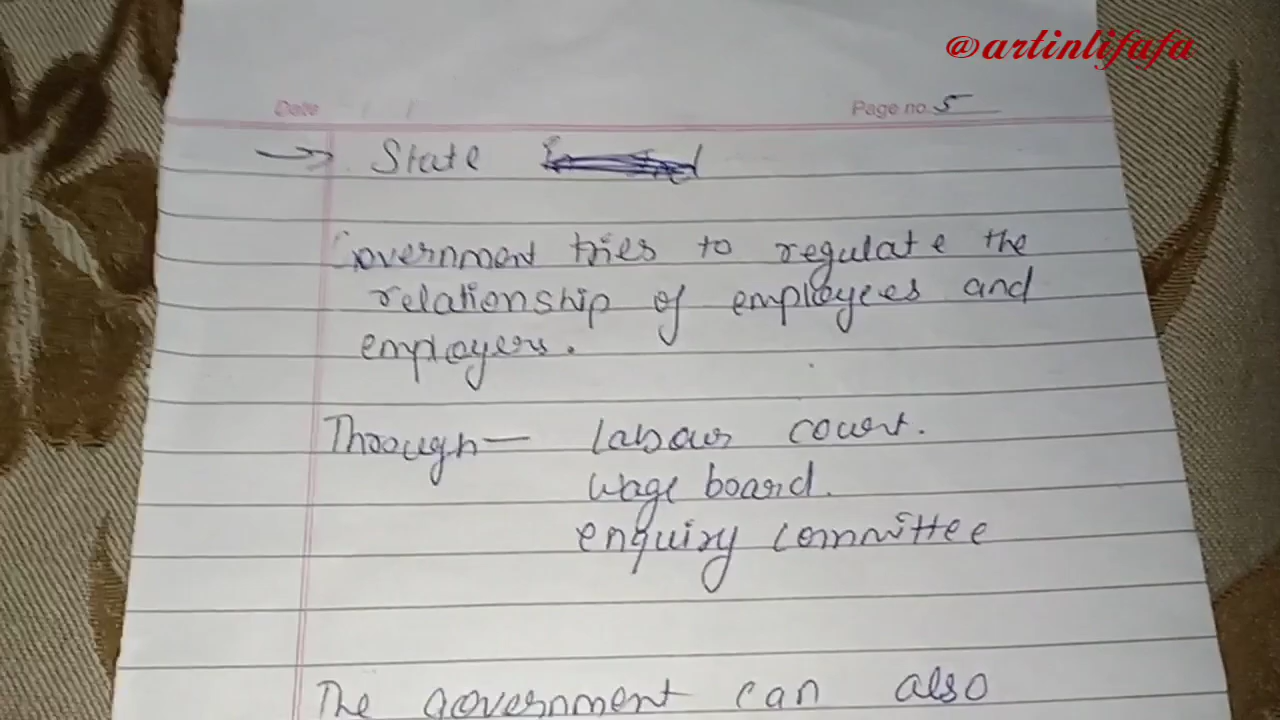 @artinlifafa
Date / / Page no. 5
→ State
Government tries to regulate the
relationship of employees and
employers.
Through— labour court.
wage board.
enquiry committee
The government can also